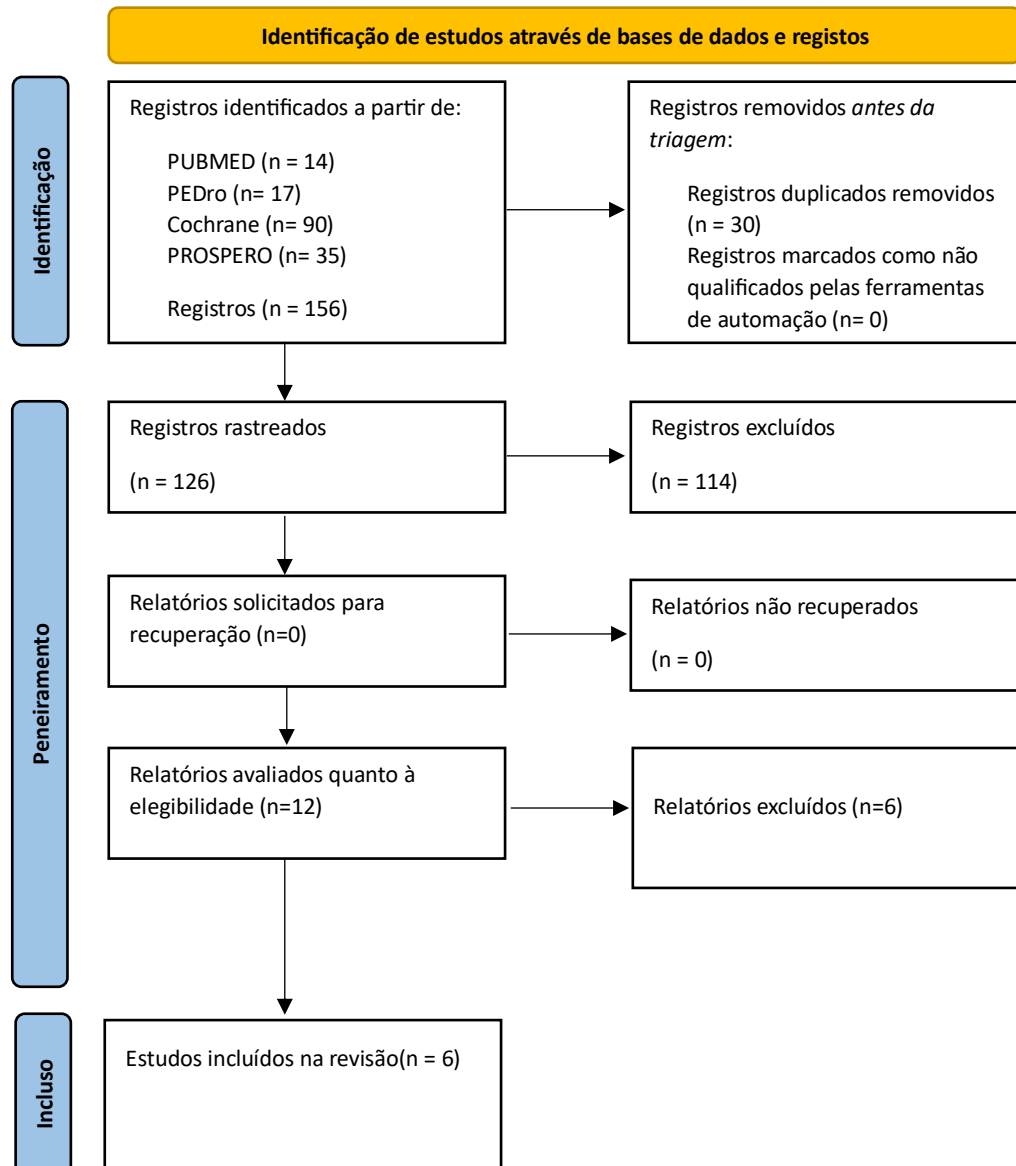 Identificação de estudos através de bases de dados e registos
Identificação
Registros identificados a partir de:
PUBMED (n = 14)
PEDro (n= 17)
Cochrane (n= 90)
PROSPERO (n= 35)
Registros (n = 156)
Registros removidos antes da
triagem:
Registros duplicados removidos
(n = 30)
Registros marcados como não
qualificados pelas ferramentas
de automação (n= 0)
Peneiramento
Registros rastreados
(n = 126)
Registros excluídos
(n = 114)
Relatórios solicitados para
recuperação (n=0)
Relatórios não recuperados
(n = 0)
Relatórios avaliados quanto à
elegibilidade (n=12)
Relatórios excluídos (n=6)
Incluso
Estudos incluídos na revisão(n = 6)